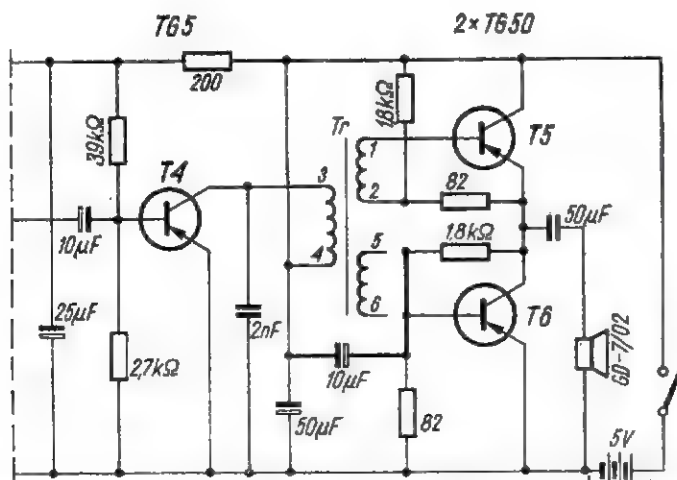 TG5
2×TG50
200
39kΩ
1,8kΩ
T4
Tr
1
2
3
4
5
6
T5
82
50µF
1,8kΩ
T6
10µF
25µF
2,7kΩ
2nF
10µF
50µF
82
GD-7/02
5V